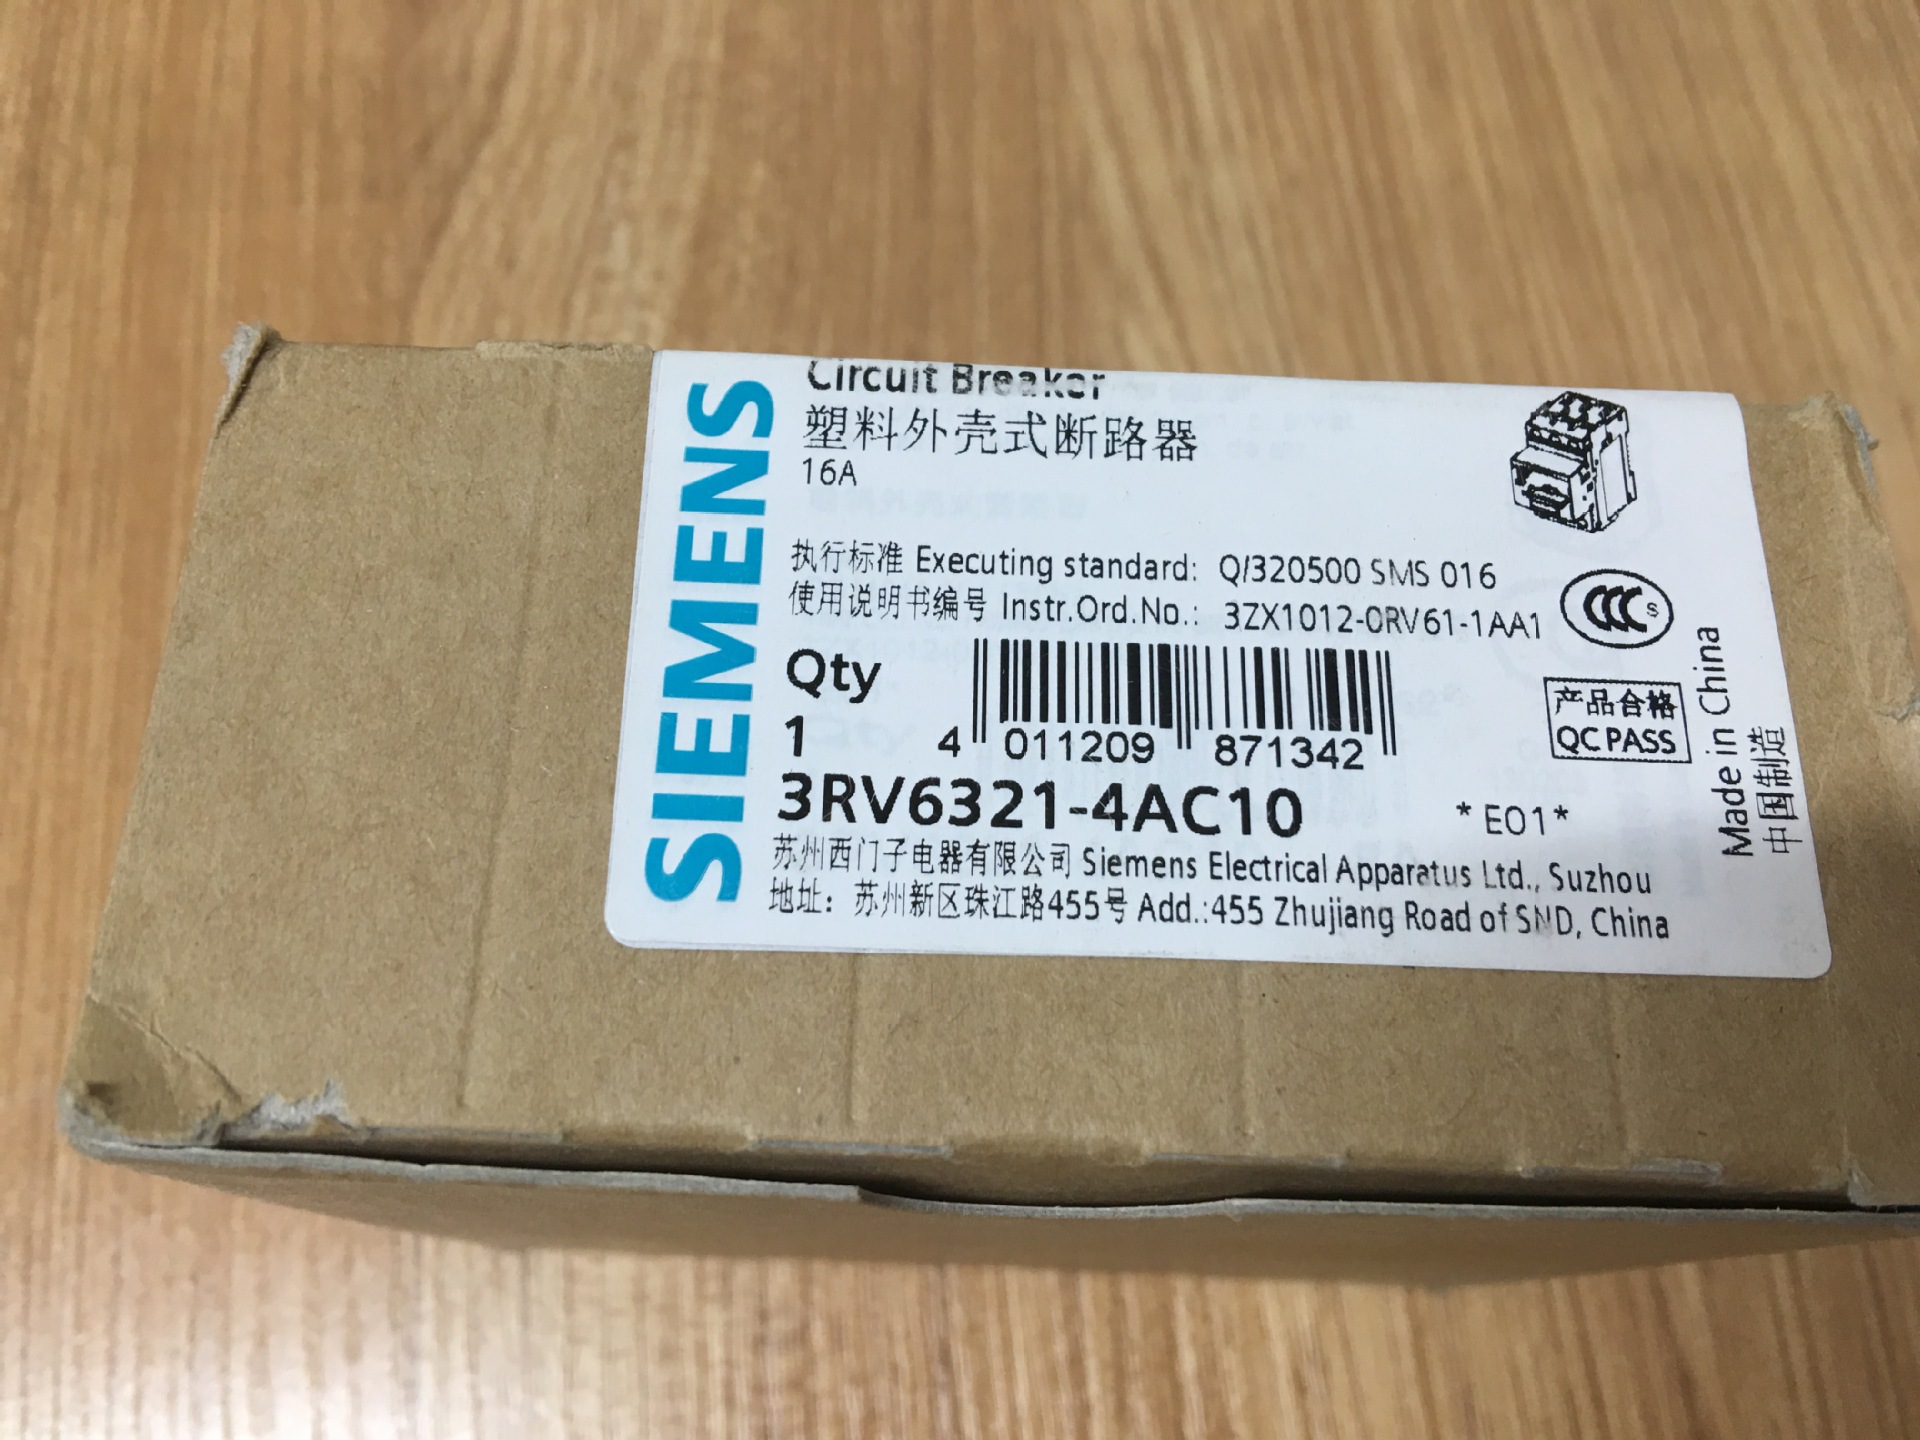 SIEMENS
Circuit Breaker
塑料外壳式断路器
16A
执行标准 Executing standard: Q/320500 SMS 016
使用说明书编号 Instr.Ord.No.: 3ZX1012-0RV61-1AA1
CCC S
Qty
1
4 011209 871342
产品合格
QC PASS
Made in China
中国制造
3RV6321-4AC10 *E01*
苏州西门子电器有限公司 Siemens Electrical Apparatus Ltd., Suzhou
地址：苏州新区珠江路455号 Add.:455 Zhujiang Road of SND, China